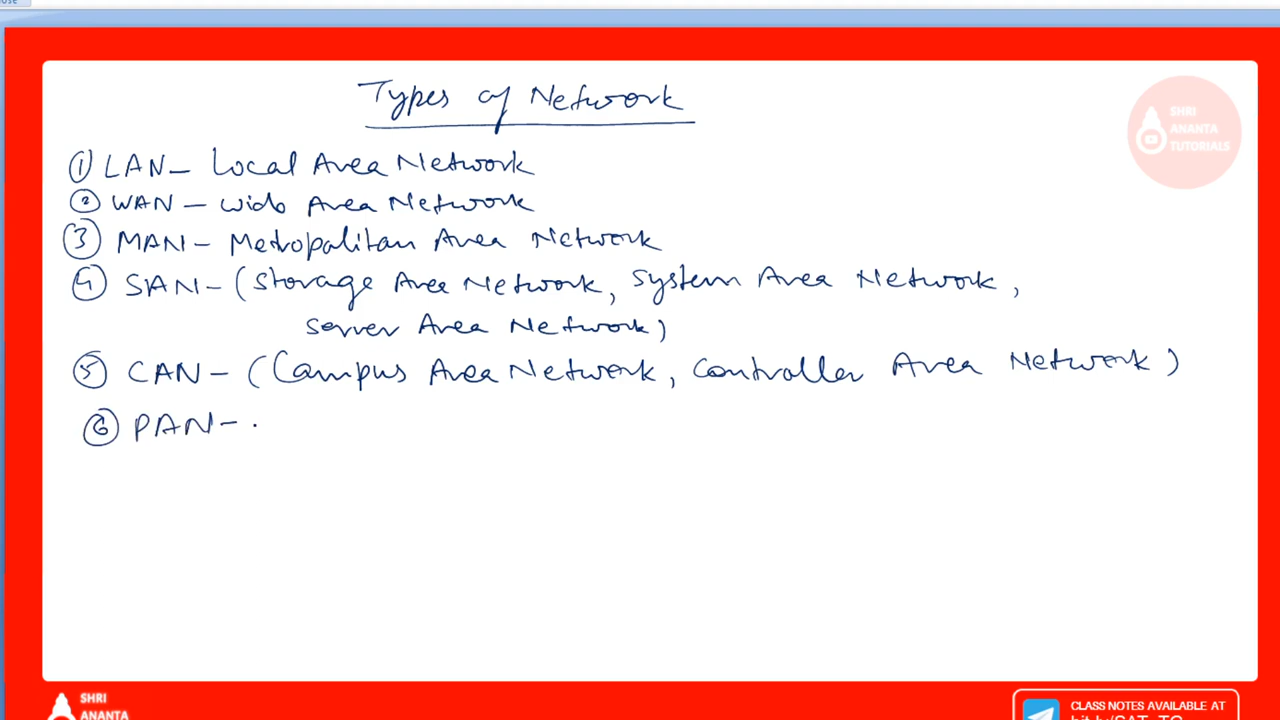 ose
Types of Network
SHRI
ANANTA
TUTORIALS
① LAN- Local Area Network
② WAN - Wide Area Network
③ MAN- Metropolitan Area Network
④ SAN-(Storage Area Network, System Area Network,
Server Area Network)
⑤ CAN-(Campus Area Network, Controller Area Network)
⑥ PAN-
SHRI
ANANTA
CLASS NOTES AVAILABLE AT